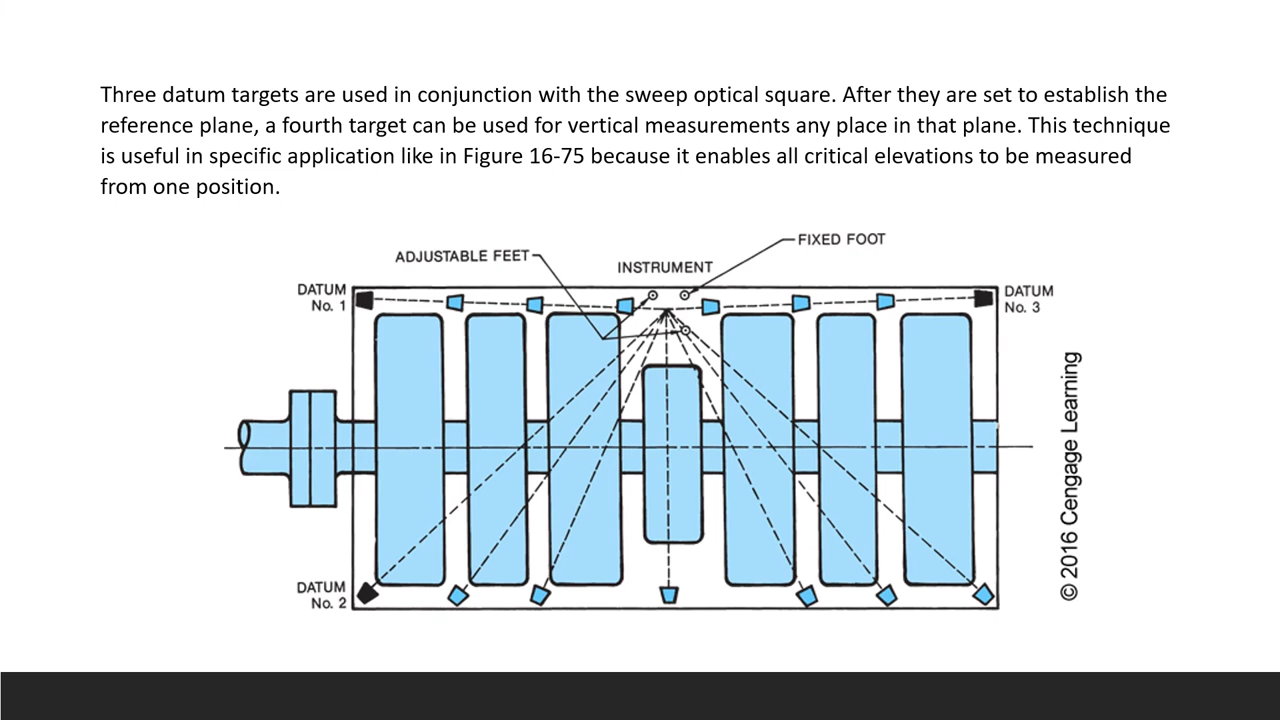 Three datum targets are used in conjunction with the sweep optical square. After they are set to establish the
reference plane, a fourth target can be used for vertical measurements any place in that plane. This technique
is useful in specific application like in Figure 16-75 because it enables all critical elevations to be measured
from one position.
ADJUSTABLE FEET
INSTRUMENT
FIXED FOOT
DATUM
No. 1
DATUM
No. 3
DATUM
No. 2
© 2016 Cengage Learning